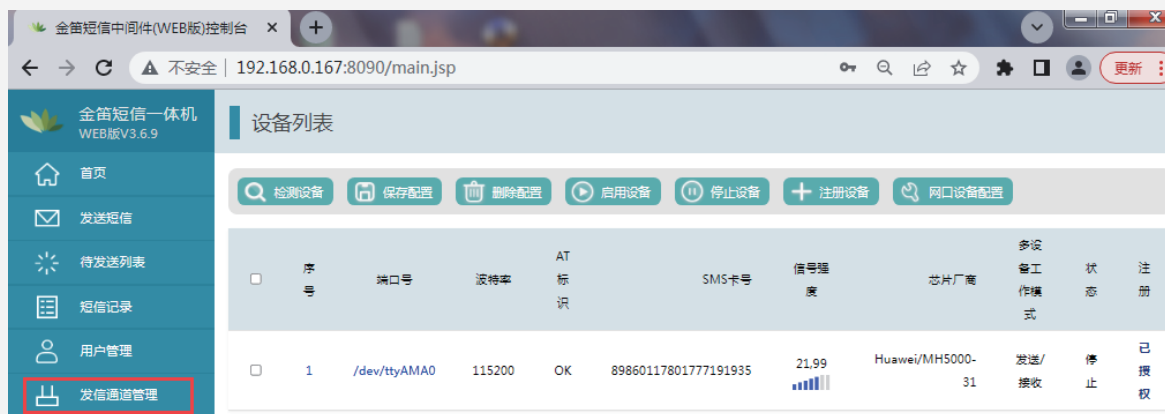 金笛短信中间件(WEB版)控制台
不安全 | 192.168.0.167:8090/main.jsp
更新
金笛短信一体机
WEB版V3.6.9
设备列表
首页
发送短信
待发送列表
短信记录
用户管理
发信通道管理
检测设备 保存配置 删除配置 启用设备 停止设备 注册设备 网口设备配置
序号 端口号 波特率 AT标识 SMS卡号 信号强度 芯片厂商 多设备工作模式 状态 注册
1 /dev/ttyAMA0 115200 OK 89860117801777191935 21,99 Huawei/MH5000-31 发送/接收 停止 已授权